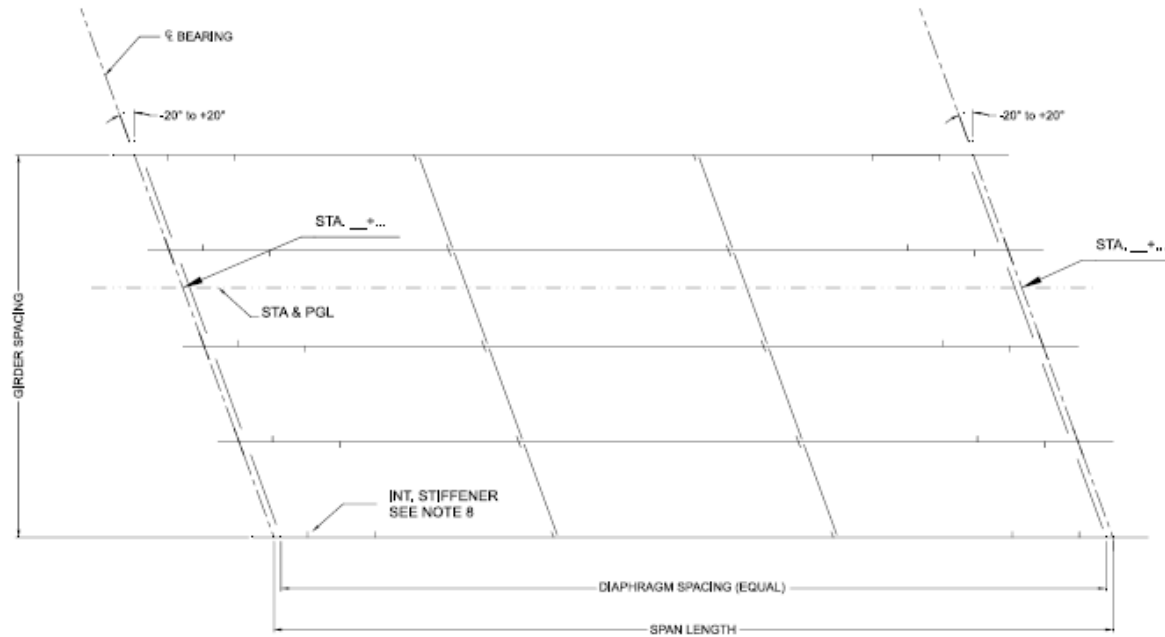 ℄ BEARING
-20° to +20°
-20° to +20°
STA. __+...
STA. __+..
STA & PGL
GIRDER SPACING
INT. STIFFENER
SEE NOTE 8
DIAPHRAGM SPACING (EQUAL)
SPAN LENGTH